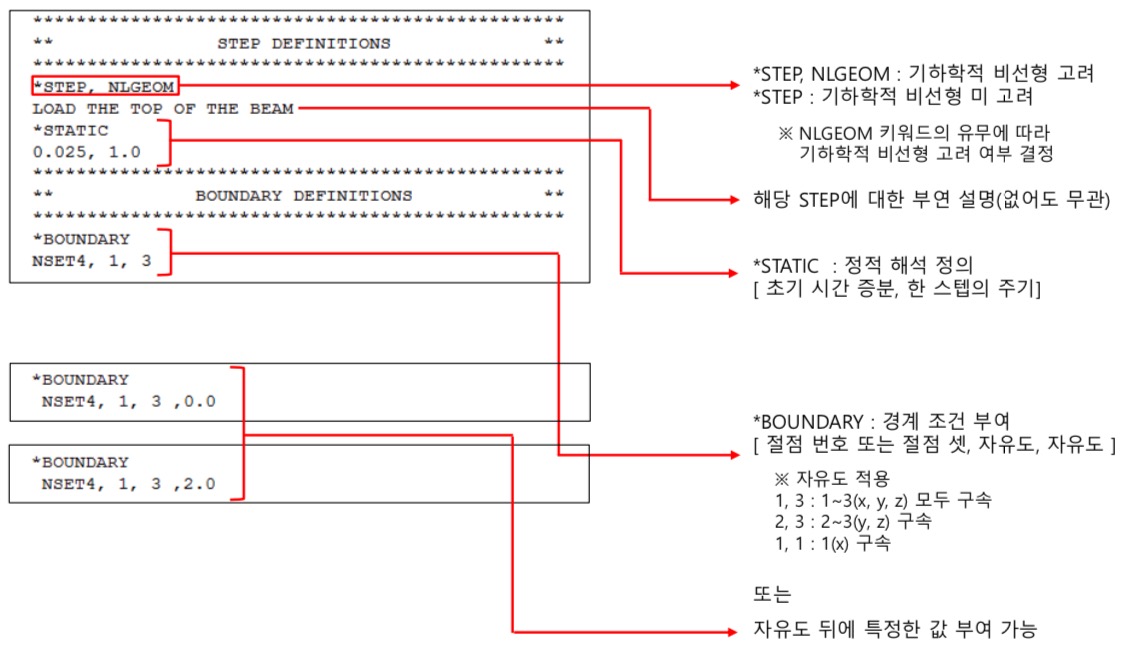 ******************************************************
** STEP DEFINITIONS **
******************************************************
*STEP, NLGEOM
LOAD THE TOP OF THE BEAM
*STATIC
0.025, 1.0
******************************************************
** BOUNDARY DEFINITIONS **
******************************************************
*BOUNDARY
NSET4, 1, 3
*BOUNDARY
NSET4, 1, 3 ,0.0
*BOUNDARY
NSET4, 1, 3 ,2.0
*STEP, NLGEOM : 기하학적 비선형 고려
*STEP : 기하학적 비선형 미 고려
※ NLGEOM 키워드의 유무에 따라
기하학적 비선형 고려 여부 결정
해당 STEP에 대한 부연 설명(없어도 무관)
*STATIC : 정적 해석 정의
[ 초기 시간 증분, 한 스텝의 주기]
*BOUNDARY : 경계 조건 부여
[ 절점 번호 또는 절점 셋, 자유도, 자유도 ]
※ 자유도 적용
1, 3 : 1~3(x, y, z) 모두 구속
2, 3 : 2~3(y, z) 구속
1, 1 : 1(x) 구속
또는
자유도 뒤에 특정한 값 부여 가능